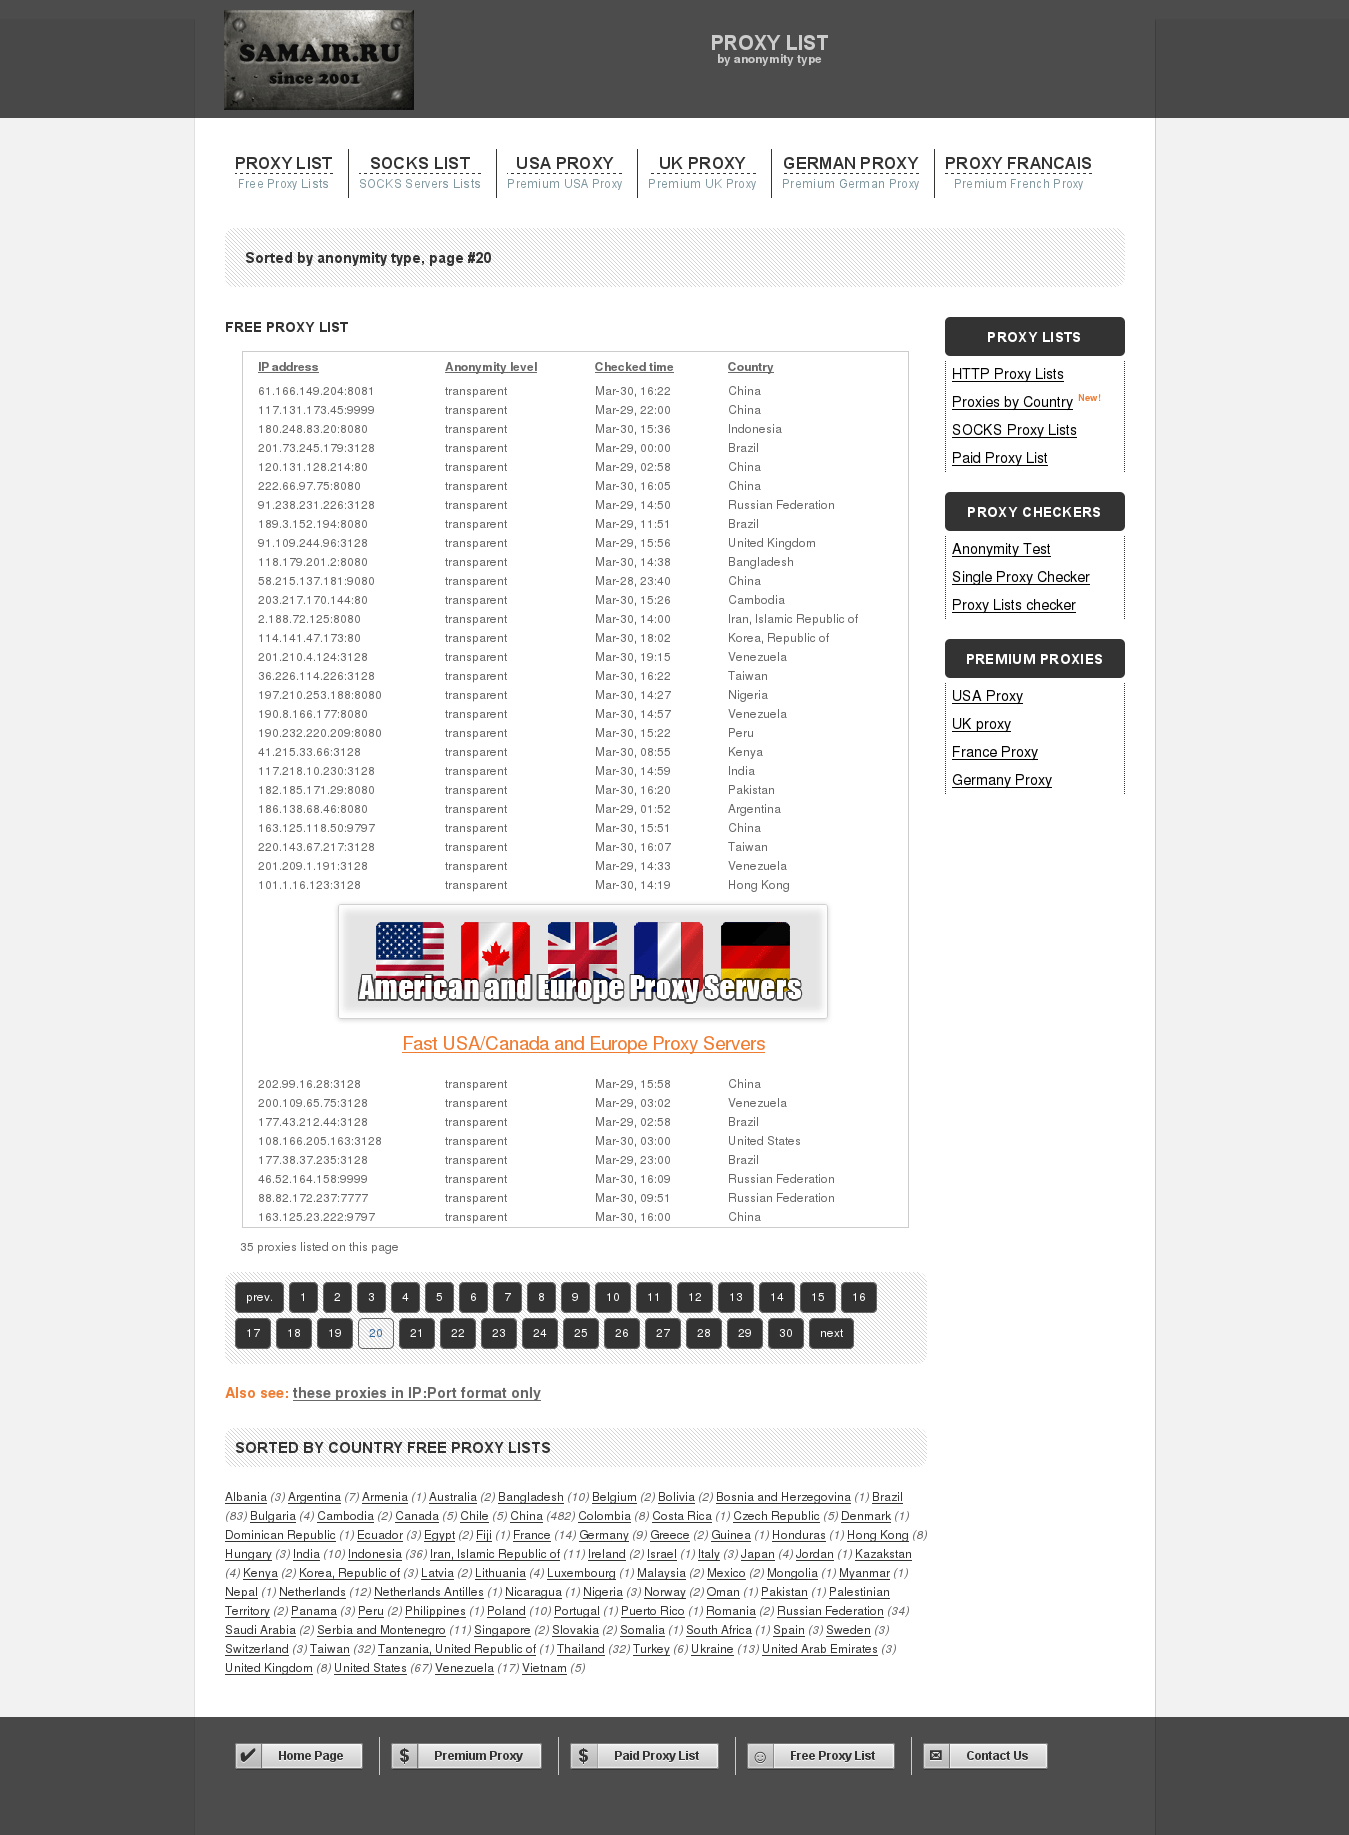 SAMAIR.RU
since 2001
PROXY LIST
by anonymity type
PROXY LIST SOCKS LIST USA PROXY UK PROXY GERMAN PROXY PROXY FRANCAIS
Free Proxy Lists SOCKS Servers Lists Premium USA Proxy Premium UK Proxy Premium German Proxy Premium French Proxy
Sorted by anonymity type, page #20
FREE PROXY LIST
IP address Anonymity level Checked time Country
61.166.149.204:8081 transparent Mar-30, 16:22 China
117.131.173.45:9999 transparent Mar-29, 22:00 China
180.248.83.20:8080 transparent Mar-30, 15:36 Indonesia
201.73.245.179:3128 transparent Mar-29, 00:00 Brazil
120.131.128.214:80 transparent Mar-29, 02:58 China
222.66.97.75:8080 transparent Mar-30, 16:05 China
91.238.231.226:3128 transparent Mar-29, 14:50 Russian Federation
189.3.152.194:8080 transparent Mar-29, 11:51 Brazil
91.109.244.96:3128 transparent Mar-29, 15:56 United Kingdom
118.179.201.2:8080 transparent Mar-30, 14:38 Bangladesh
58.215.137.181:9080 transparent Mar-28, 23:40 China
203.217.170.144:80 transparent Mar-30, 15:26 Cambodia
2.188.72.125:8080 transparent Mar-30, 14:00 Iran, Islamic Republic of
114.141.47.173:80 transparent Mar-30, 18:02 Korea, Republic of
201.210.4.124:3128 transparent Mar-30, 19:15 Venezuela
36.226.114.226:3128 transparent Mar-30, 16:22 Taiwan
197.210.253.188:8080 transparent Mar-30, 14:27 Nigeria
190.8.166.177:8080 transparent Mar-30, 14:57 Venezuela
190.232.220.209:8080 transparent Mar-30, 15:22 Peru
41.215.33.66:3128 transparent Mar-30, 08:55 Kenya
117.218.10.230:3128 transparent Mar-30, 14:59 India
182.185.171.29:8080 transparent Mar-30, 16:20 Pakistan
186.138.68.46:8080 transparent Mar-29, 01:52 Argentina
163.125.118.50:9797 transparent Mar-30, 15:51 China
220.143.67.217:3128 transparent Mar-30, 16:07 Taiwan
201.209.1.191:3128 transparent Mar-29, 14:33 Venezuela
101.1.16.123:3128 transparent Mar-30, 14:19 Hong Kong
American and Europe Proxy Servers
Fast USA/Canada and Europe Proxy Servers
202.99.16.28:3128 transparent Mar-29, 15:58 China
200.109.65.75:3128 transparent Mar-29, 03:02 Venezuela
177.43.212.44:3128 transparent Mar-29, 02:58 Brazil
108.166.205.163:3128 transparent Mar-30, 03:00 United States
177.38.37.235:3128 transparent Mar-29, 23:00 Brazil
46.52.164.158:9999 transparent Mar-30, 16:09 Russian Federation
88.82.172.237:7777 transparent Mar-30, 09:51 Russian Federation
163.125.23.222:9797 transparent Mar-30, 16:00 China
35 proxies listed on this page
prev. 1 2 3 4 5 6 7 8 9 10 11 12 13 14 15 16
17 18 19 20 21 22 23 24 25 26 27 28 29 30 next
Also see: these proxies in IP:Port format only
SORTED BY COUNTRY FREE PROXY LISTS
Albania (3) Argentina (7) Armenia (1) Australia (2) Bangladesh (10) Belgium (2) Bolivia (2) Bosnia and Herzegovina (1) Brazil
(83) Bulgaria (4) Cambodia (2) Canada (5) Chile (5) China (482) Colombia (8) Costa Rica (1) Czech Republic (5) Denmark (1)
Dominican Republic (1) Ecuador (3) Egypt (2) Fiji (1) France (14) Germany (9) Greece (2) Guinea (1) Honduras (1) Hong Kong (8)
Hungary (3) India (10) Indonesia (36) Iran, Islamic Republic of (11) Ireland (2) Israel (1) Italy (3) Japan (4) Jordan (1) Kazakstan
(4) Kenya (2) Korea, Republic of (3) Latvia (2) Lithuania (4) Luxembourg (1) Malaysia (2) Mexico (2) Mongolia (1) Myanmar (1)
Nepal (1) Netherlands (12) Netherlands Antilles (1) Nicaragua (1) Nigeria (3) Norway (2) Oman (1) Pakistan (1) Palestinian
Territory (2) Panama (3) Peru (2) Philippines (1) Poland (10) Portugal (1) Puerto Rico (1) Romania (2) Russian Federation (34)
Saudi Arabia (2) Serbia and Montenegro (11) Singapore (2) Slovakia (2) Somalia (1) South Africa (1) Spain (3) Sweden (3)
Switzerland (3) Taiwan (32) Tanzania, United Republic of (1) Thailand (32) Turkey (6) Ukraine (13) United Arab Emirates (3)
United Kingdom (8) United States (67) Venezuela (17) Vietnam (5)
PROXY LISTS
HTTP Proxy Lists
Proxies by Country New!
SOCKS Proxy Lists
Paid Proxy List
PROXY CHECKERS
Anonymity Test
Single Proxy Checker
Proxy Lists checker
PREMIUM PROXIES
USA Proxy
UK proxy
France Proxy
Germany Proxy
✔ Home Page $ Premium Proxy $ Paid Proxy List ☺ Free Proxy List ✉ Contact Us